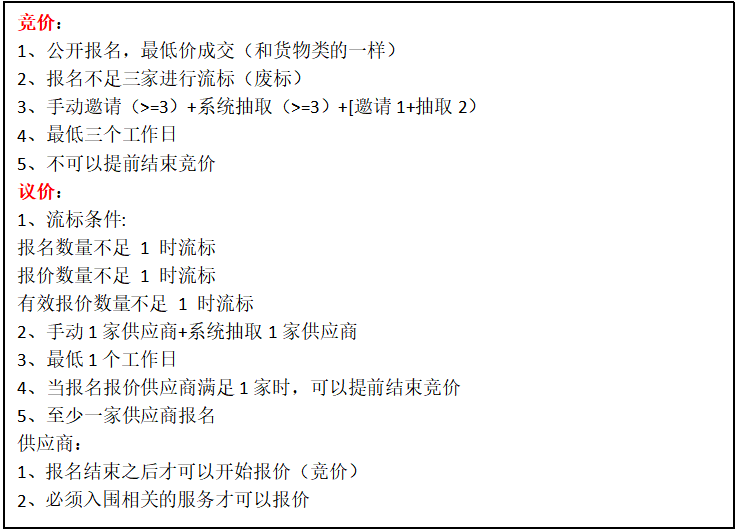 竞价：
1、公开报名，最低价成交（和货物类的一样）
2、报名不足三家进行流标（废标）
3、手动邀请（>=3）+系统抽取（>=3）+[邀请1+抽取2）
4、最低三个工作日
5、不可以提前结束竞价
议价：
1、流标条件:
报名数量不足 1 时流标
报价数量不足 1 时流标
有效报价数量不足 1 时流标
2、手动1家供应商+系统抽取1家供应商
3、最低1个工作日
4、当报名报价供应商满足1家时，可以提前结束竞价
5、至少一家供应商报名
供应商：
1、报名结束之后才可以开始报价（竞价）
2、必须入围相关的服务才可以报价